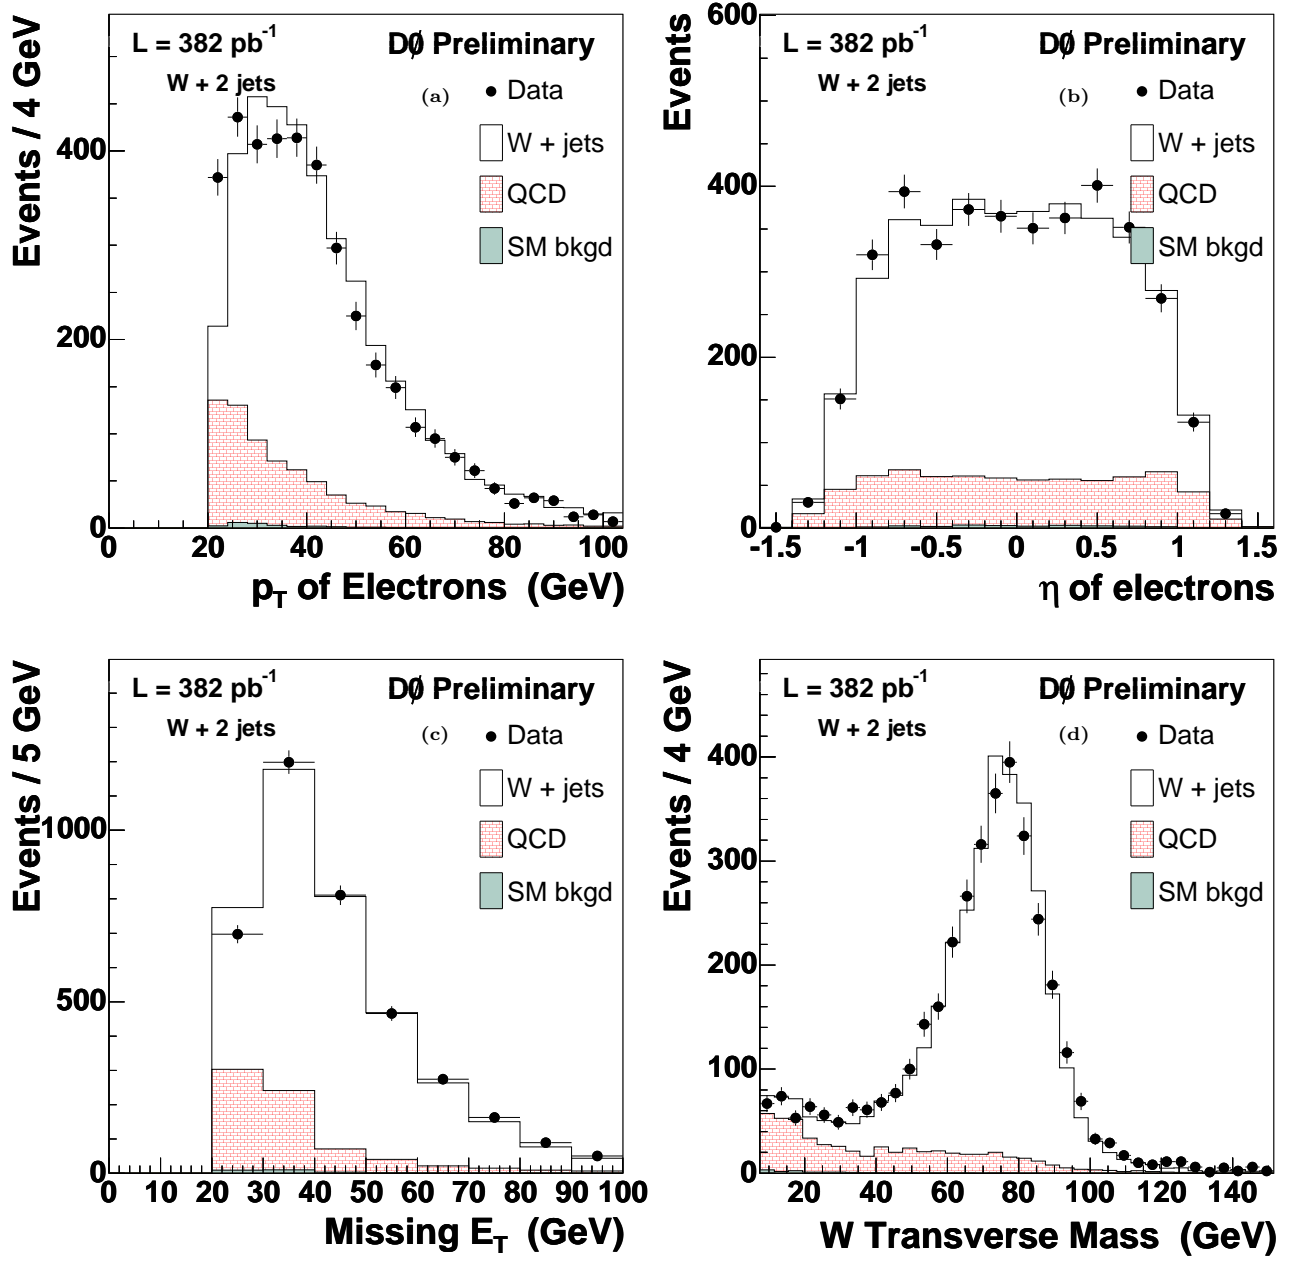 L = 382 pb⁻¹
DØ Preliminary
W + 2 jets
(a)
Data
W + jets
QCD
SM bkgd
Events / 4 GeV
400
200
0
0 20 40 60 80 100
p_T of Electrons (GeV)
L = 382 pb⁻¹
DØ Preliminary
W + 2 jets
(b)
Data
W + jets
QCD
SM bkgd
Events
600
400
200
0
-1.5 -1 -0.5 0 0.5 1 1.5
η of electrons
L = 382 pb⁻¹
DØ Preliminary
W + 2 jets
(c)
Data
W + jets
QCD
SM bkgd
Events / 5 GeV
1000
500
0
0 10 20 30 40 50 60 70 80 90 100
Missing E_T (GeV)
L = 382 pb⁻¹
DØ Preliminary
W + 2 jets
(d)
Data
W + jets
QCD
SM bkgd
Events / 4 GeV
400
300
200
100
0
20 40 60 80 100 120 140
W Transverse Mass (GeV)